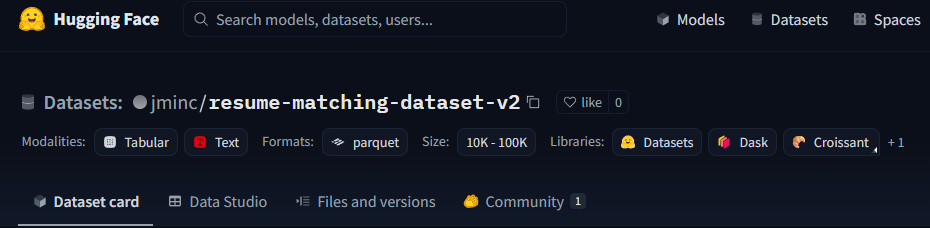 Hugging Face Search models, datasets, users... Models Datasets Spaces
Datasets: jminc/resume-matching-dataset-v2 like 0
Modalities: Tabular Text Formats: parquet Size: 10K - 100K Libraries: Datasets Dask Croissant + 1
Dataset card Data Studio Files and versions Community 1